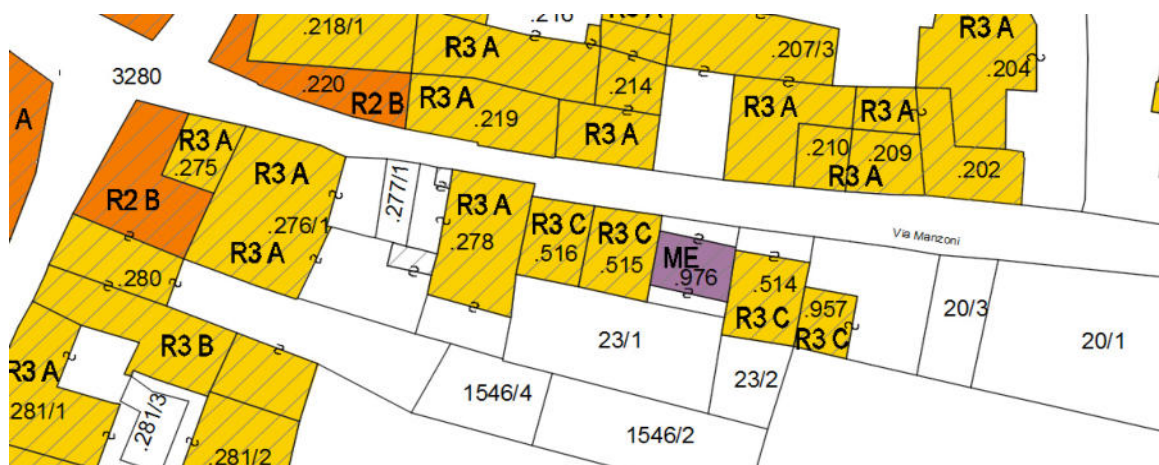 .218/1
R3 A
.216
R3 A
.207/3
R3 A
.204
3280
.220
R2 B
R3 A
.219
.214
R3 A
R3 A
R3 A
A
R3 A
.275
R3 A
.277/1
.210
.209
R3 A
.202
R2 B
.276/1
R3 A
R3 A
.278
R3 C
.516
R3 C
.515
ME
.976
Via Manzoni
.280
.514
R3 C
.957
R3 C
20/3
20/1
R3 B
23/1
R3 A
.281/1
.281/3
1546/4
23/2
1546/2
.281/2